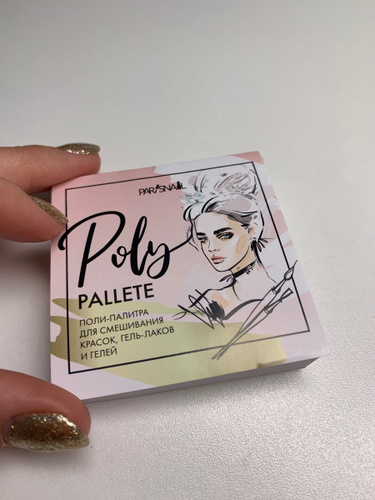 PARISNAIL
Poly
PALLETE
ПОЛИ-ПАЛИТРА
ДЛЯ СМЕШИВАНИЯ
КРАСОК, ГЕЛЬ-ЛАКОВ
И ГЕЛЕЙ